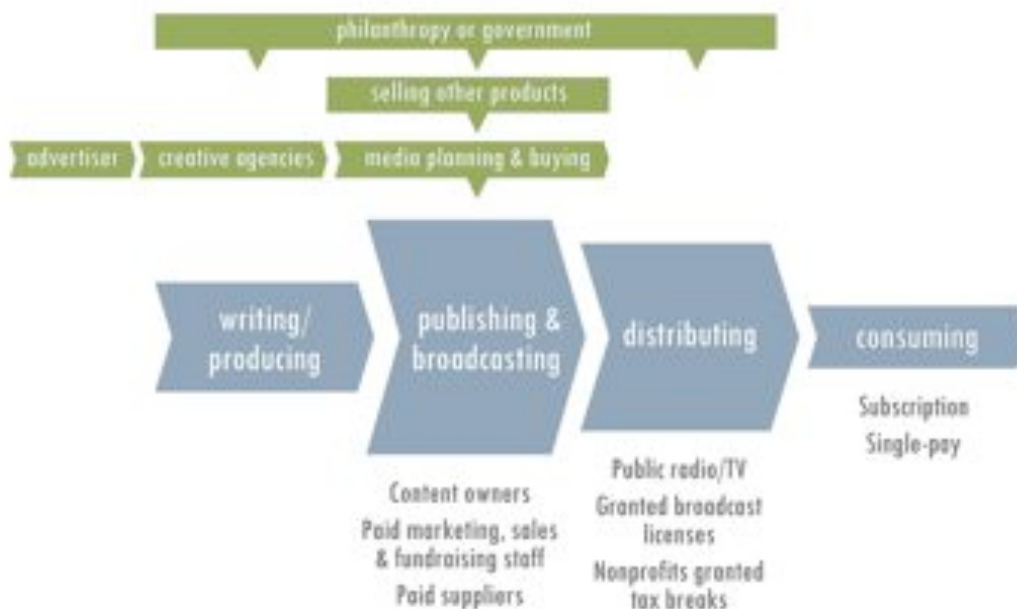 philanthropy or government
selling other products
advertiser
creative agencies
media planning & buying
writing/
producing
publishing &
broadcasting
distributing
consuming
Content owners
Paid marketing, sales
& fundraising staff
Paid suppliers
Public radio/TV
Granted broadcast
licenses
Nonprofits granted
tax breaks
Subscription
Single-pay